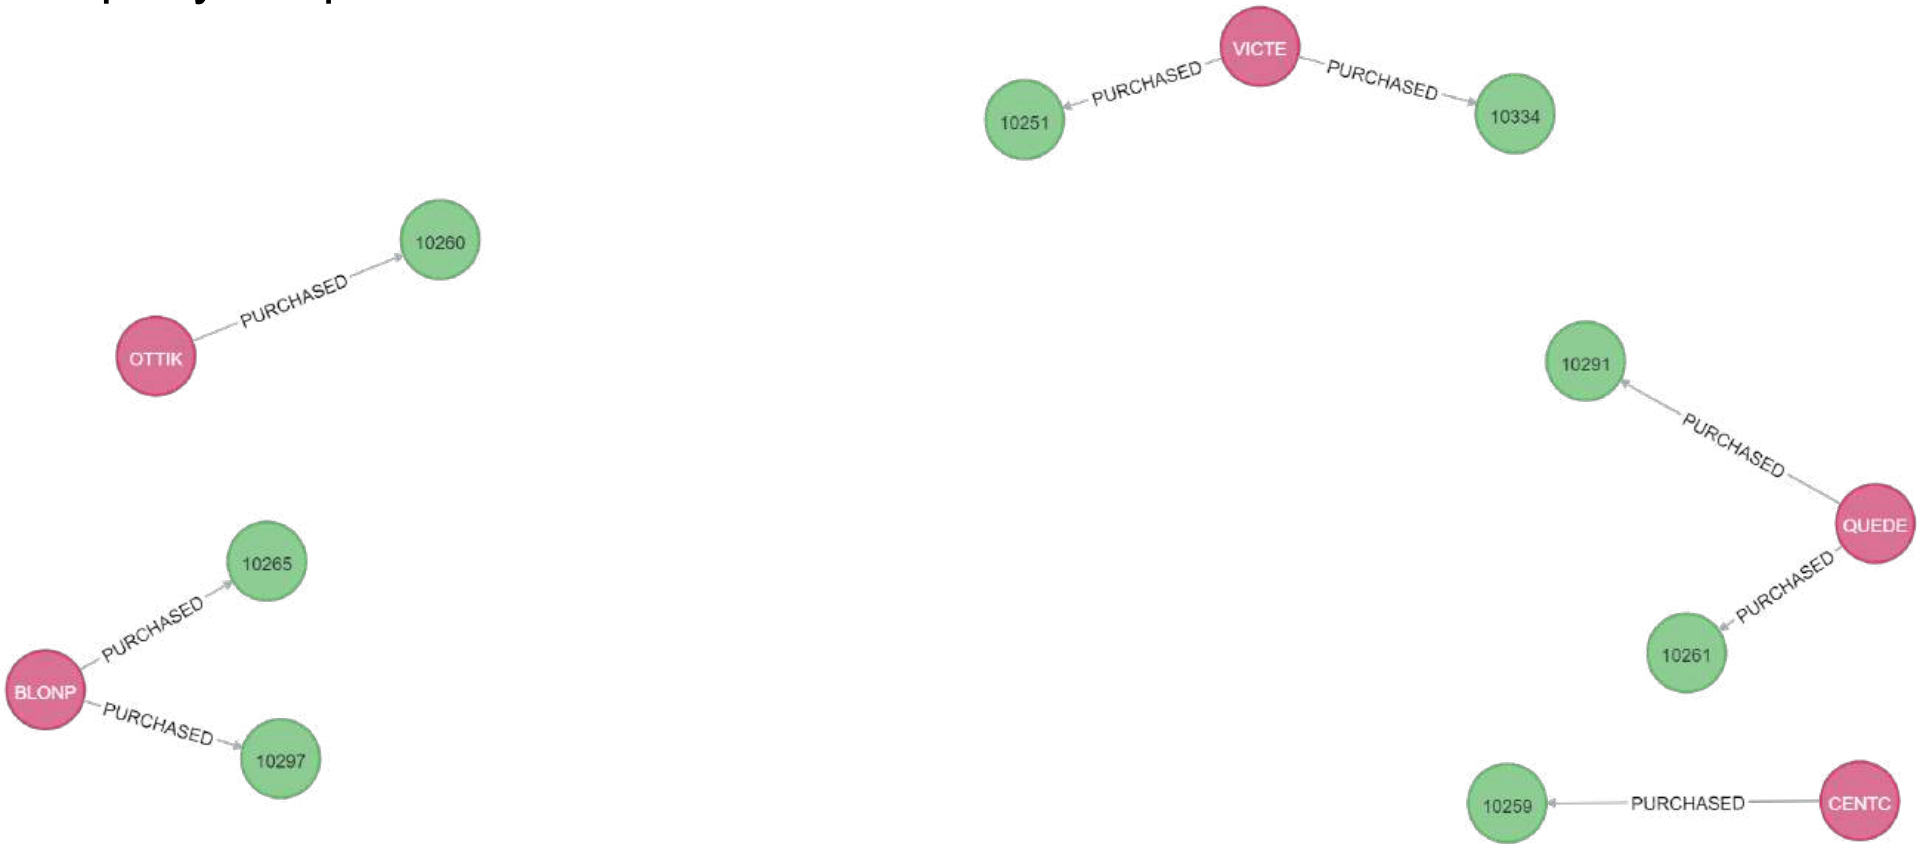 VICTE
PURCHASED
PURCHASED
10251
10334
10260
PURCHASED
OTTIK
10291
PURCHASED
QUEDE
PURCHASED
10261
10265
PURCHASED
BLONP
PURCHASED
10297
10259
PURCHASED
CENTC